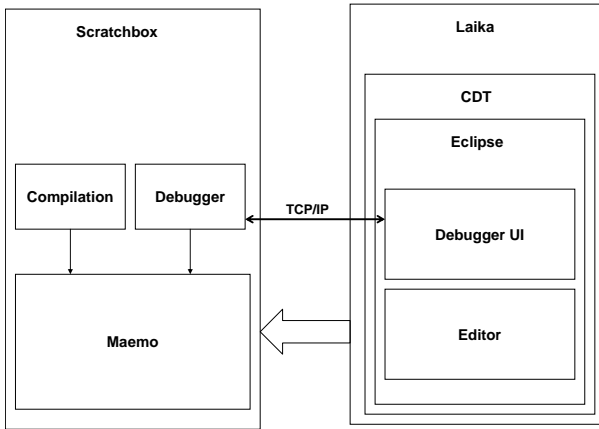 Scratchbox
Laika
CDT
Eclipse
Compilation
Debugger
TCP/IP
Debugger UI
Maemo
Editor